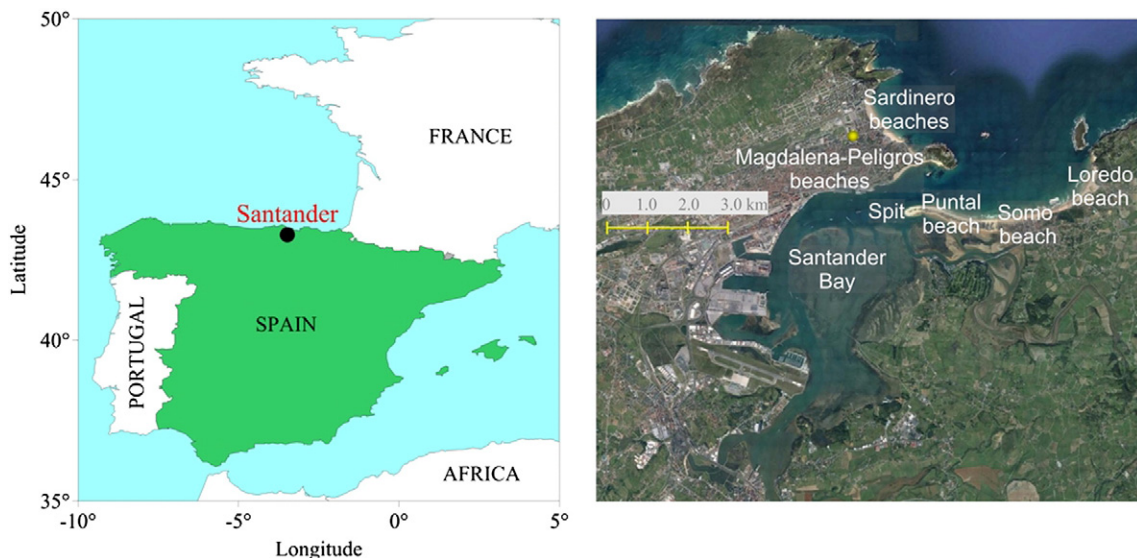 50°
45°
40°
35°
Latitude
-10°
-5°
0°
5°
Longitude
FRANCE
Santander
SPAIN
PORTUGAL
AFRICA
Sardinero
beaches
Magdalena-Peligros
beaches
0 1.0 2.0 3.0 km
Loredo
beach
Spit
Puntal
beach
Somo
beach
Santander
Bay